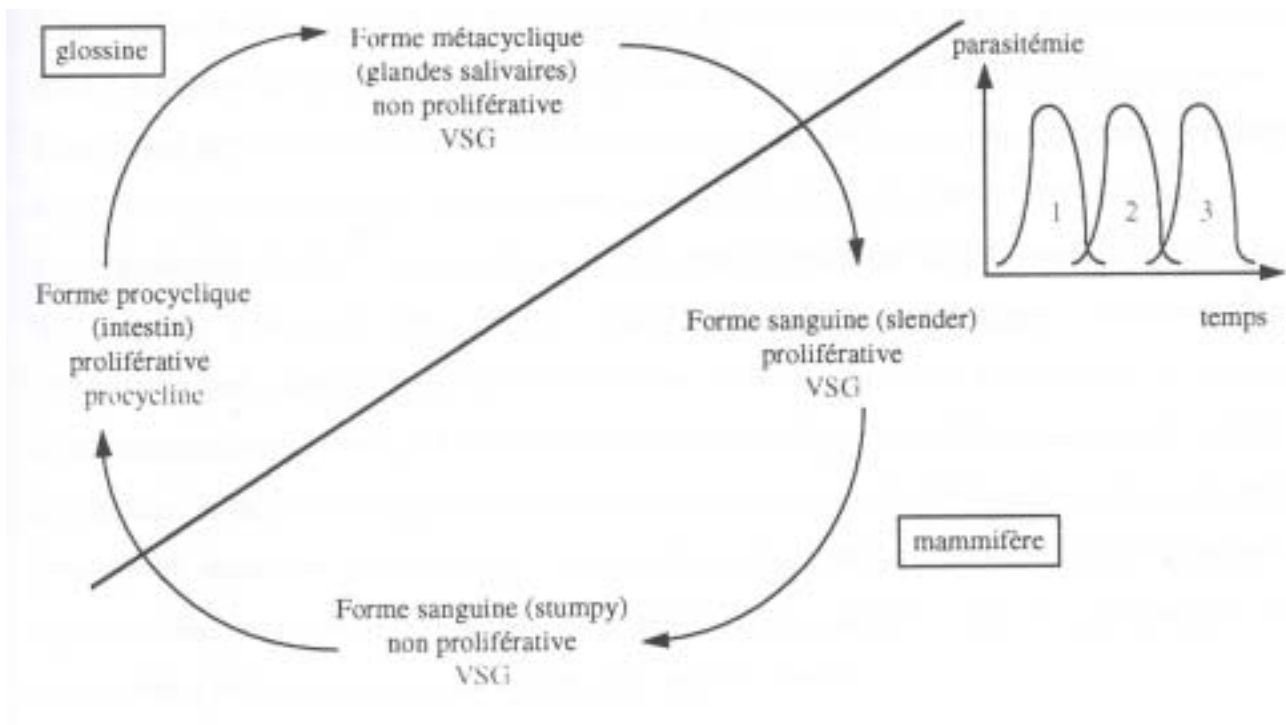 glossine
Forme métacyclique
(glandes salivaires)
non proliférative
VSG
parasitémie
1 2 3
temps
Forme procyclique
(intestin)
proliférative
procycline
Forme sanguine (slender)
proliférative
VSG
mammifère
Forme sanguine (stumpy)
non proliférative
VSG